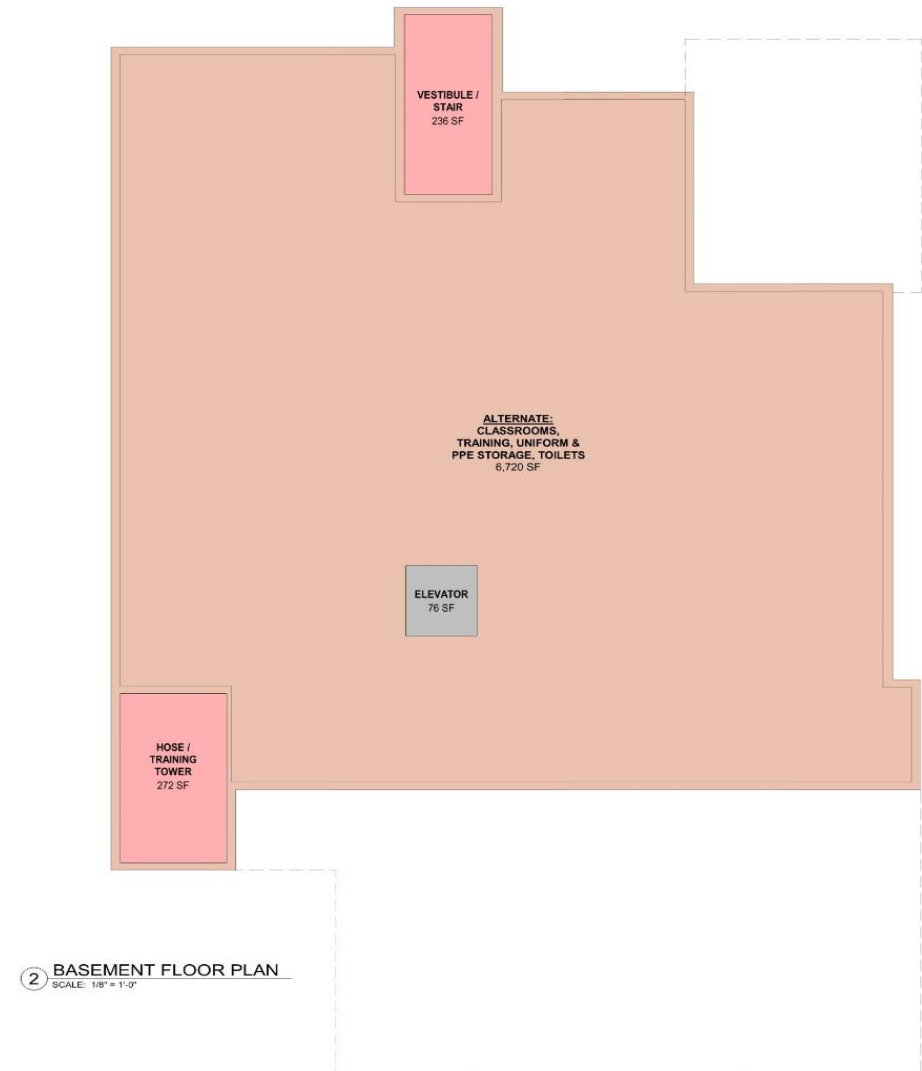 VESTIBULE /
STAIR
236 SF
ALTERNATE:
CLASSROOMS,
TRAINING, UNIFORM &
PPE STORAGE, TOILETS
6,720 SF
ELEVATOR
76 SF
HOSE /
TRAINING
TOWER
272 SF
2 BASEMENT FLOOR PLAN
SCALE: 1/8" = 1'-0"